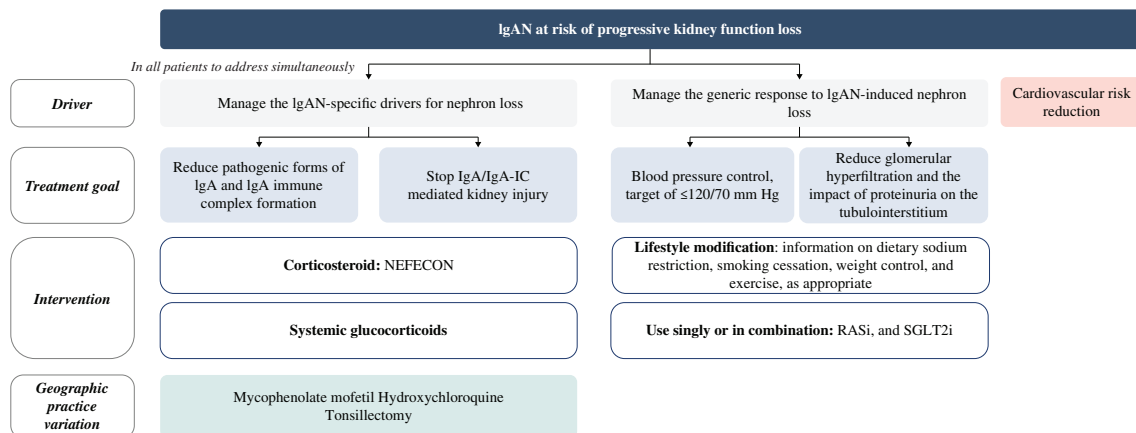 lgAN at risk of progressive kidney function loss
In all patients to address simultaneously
Driver
Manage the lgAN-specific drivers for nephron loss
Manage the generic response to lgAN-induced nephron
loss
Cardiovascular risk
reduction
Treatment goal
Reduce pathogenic forms of
lgA and lgA immune
complex formation
Stop IgA/IgA-IC
mediated kidney injury
Blood pressure control,
target of ≤120/70 mm Hg
Reduce glomerular
hyperfiltration and the
impact of proteinuria on the
tubulointerstitium
Intervention
Corticosteroid: NEFECON
Lifestyle modification: information on dietary sodium
restriction, smoking cessation, weight control, and
exercise, as appropriate
Systemic glucocorticoids
Use singly or in combination: RASi, and SGLT2i
Geographic
practice
variation
Mycophenolate mofetil Hydroxychloroquine
Tonsillectomy